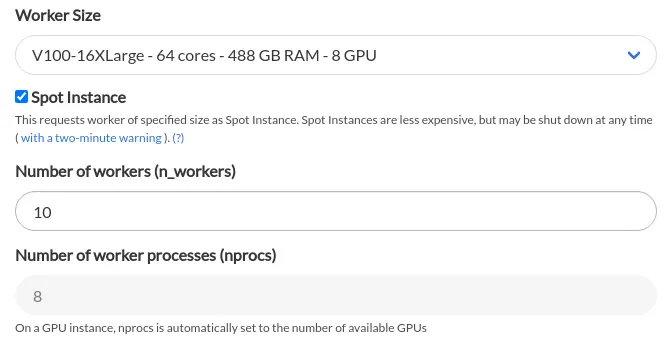 Worker Size
V100-16XLarge - 64 cores - 488 GB RAM - 8 GPU
Spot Instance
This requests worker of specified size as Spot Instance. Spot Instances are less expensive, but may be shut down at any time
( with a two-minute warning ). (?)
Number of workers (n_workers)
10
Number of worker processes (nprocs)
8
On a GPU instance, nprocs is automatically set to the number of available GPUs